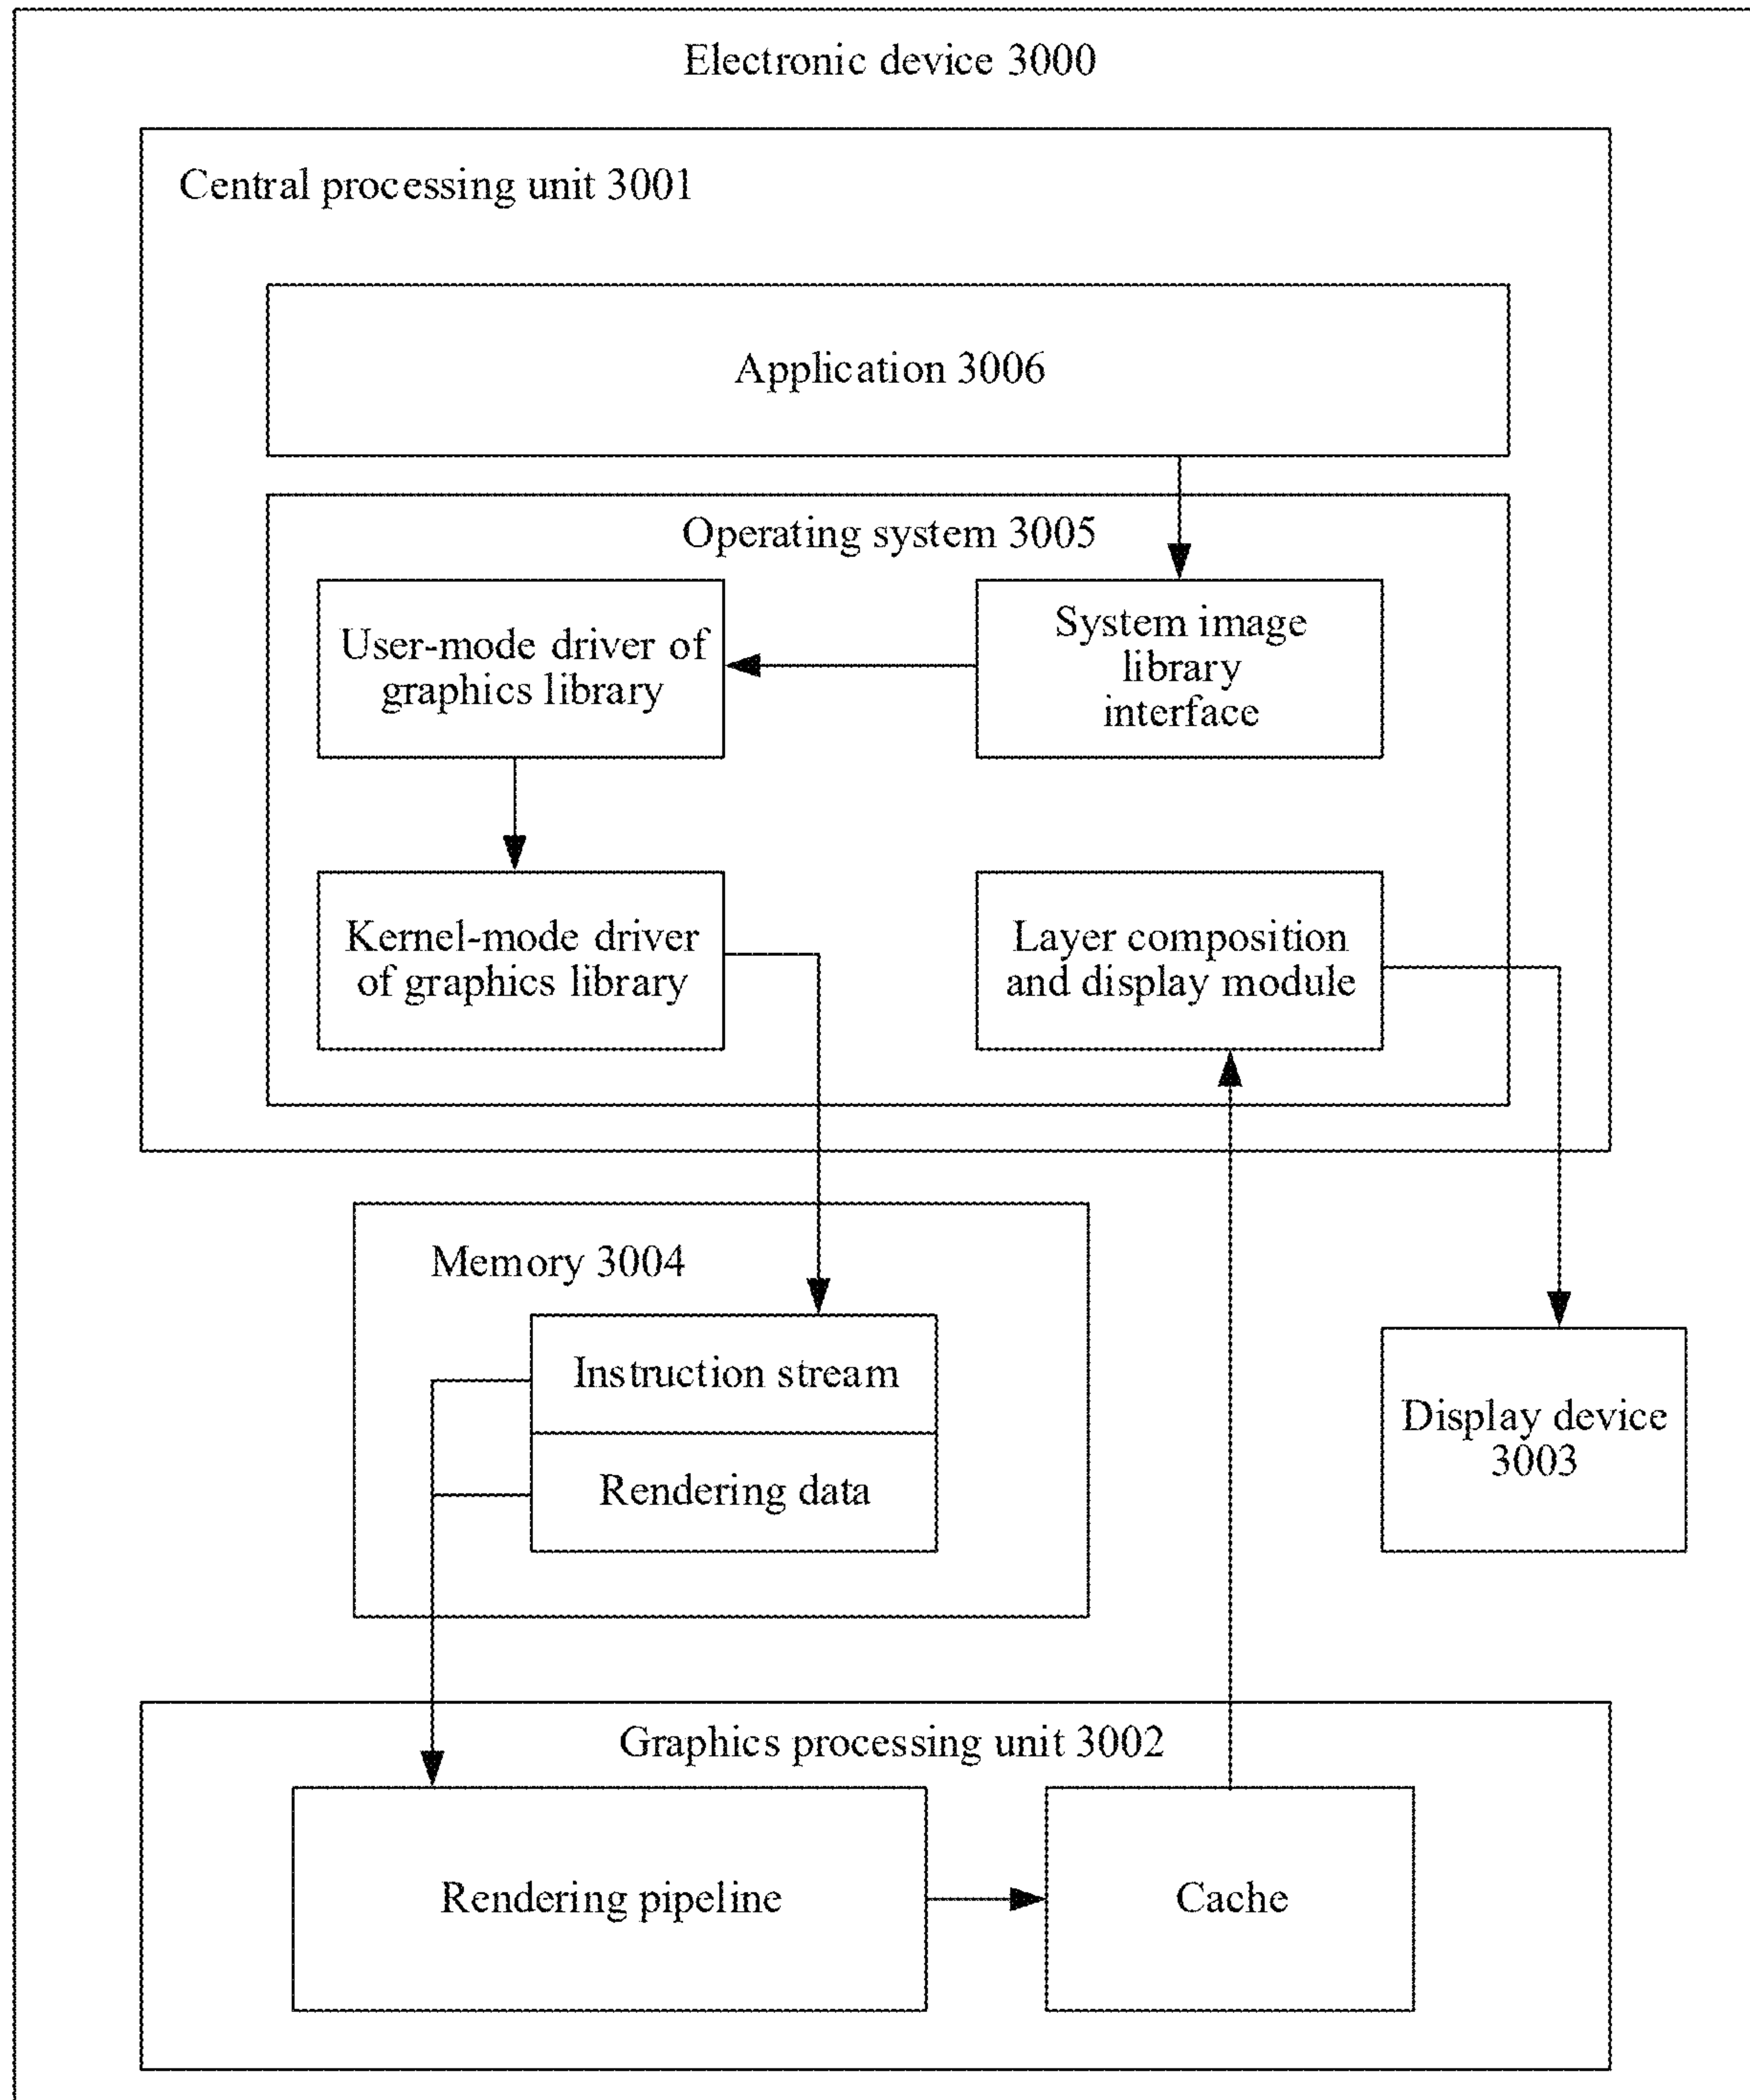 Electronic device 3000
Central processing unit 3001
Application 3006
Operating system 3005
User-mode driver of
graphics library
System image
library
interface
Kernel-mode driver
of graphics library
Layer composition
and display module
Memory 3004
Instruction stream
Rendering data
Display device
3003
Graphics processing unit 3002
Rendering pipeline
Cache